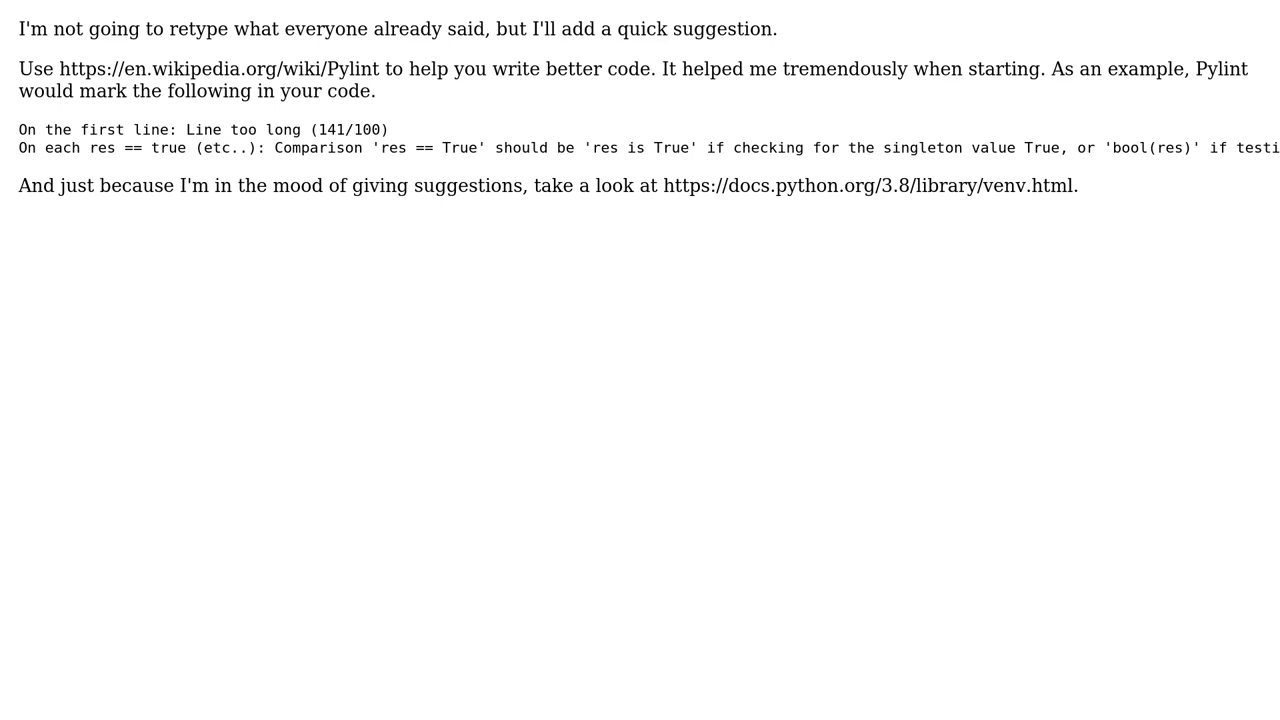 I'm not going to retype what everyone already said, but I'll add a quick suggestion.
Use https://en.wikipedia.org/wiki/Pylint to help you write better code. It helped me tremendously when starting. As an example, Pylint
would mark the following in your code.
On the first line: Line too long (141/100)
On each res == true (etc..): Comparison 'res == True' should be 'res is True' if checking for the singleton value True, or 'bool(res)' if testi
And just because I'm in the mood of giving suggestions, take a look at https://docs.python.org/3.8/library/venv.html.